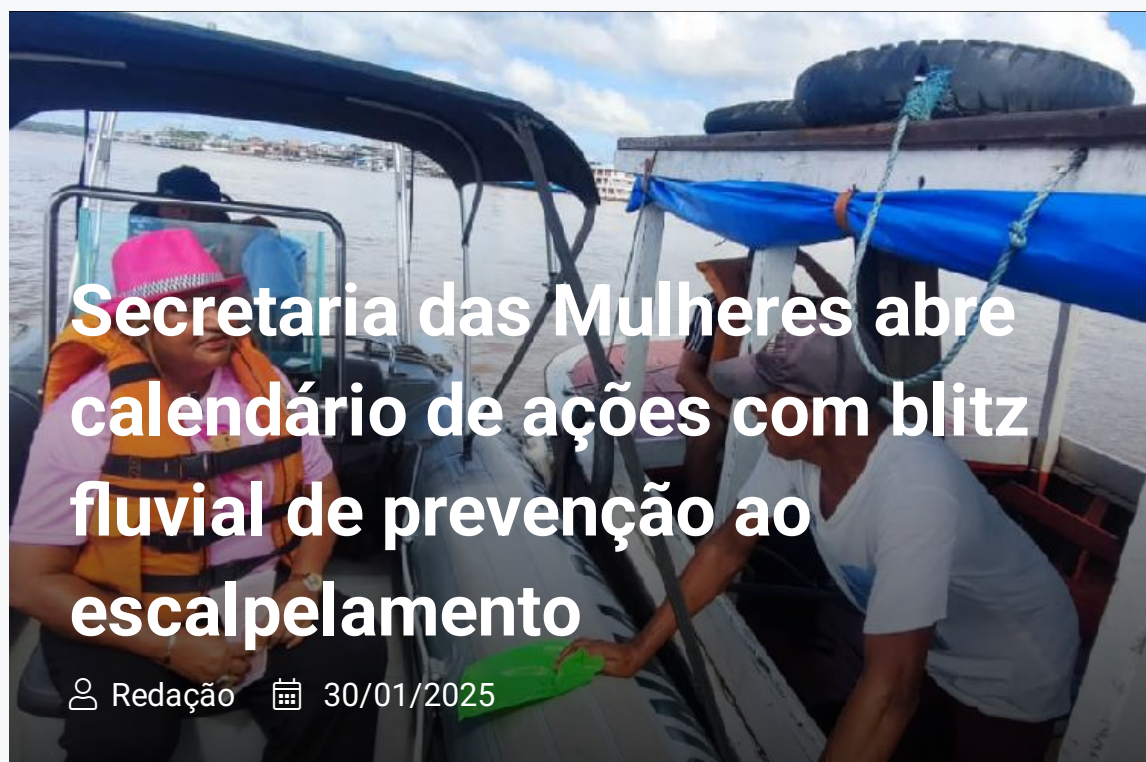 Secretaria das Mulheres abre
calendário de ações com blitz
fluvial de prevenção ao
escalpelamento
Redação 30/01/2025